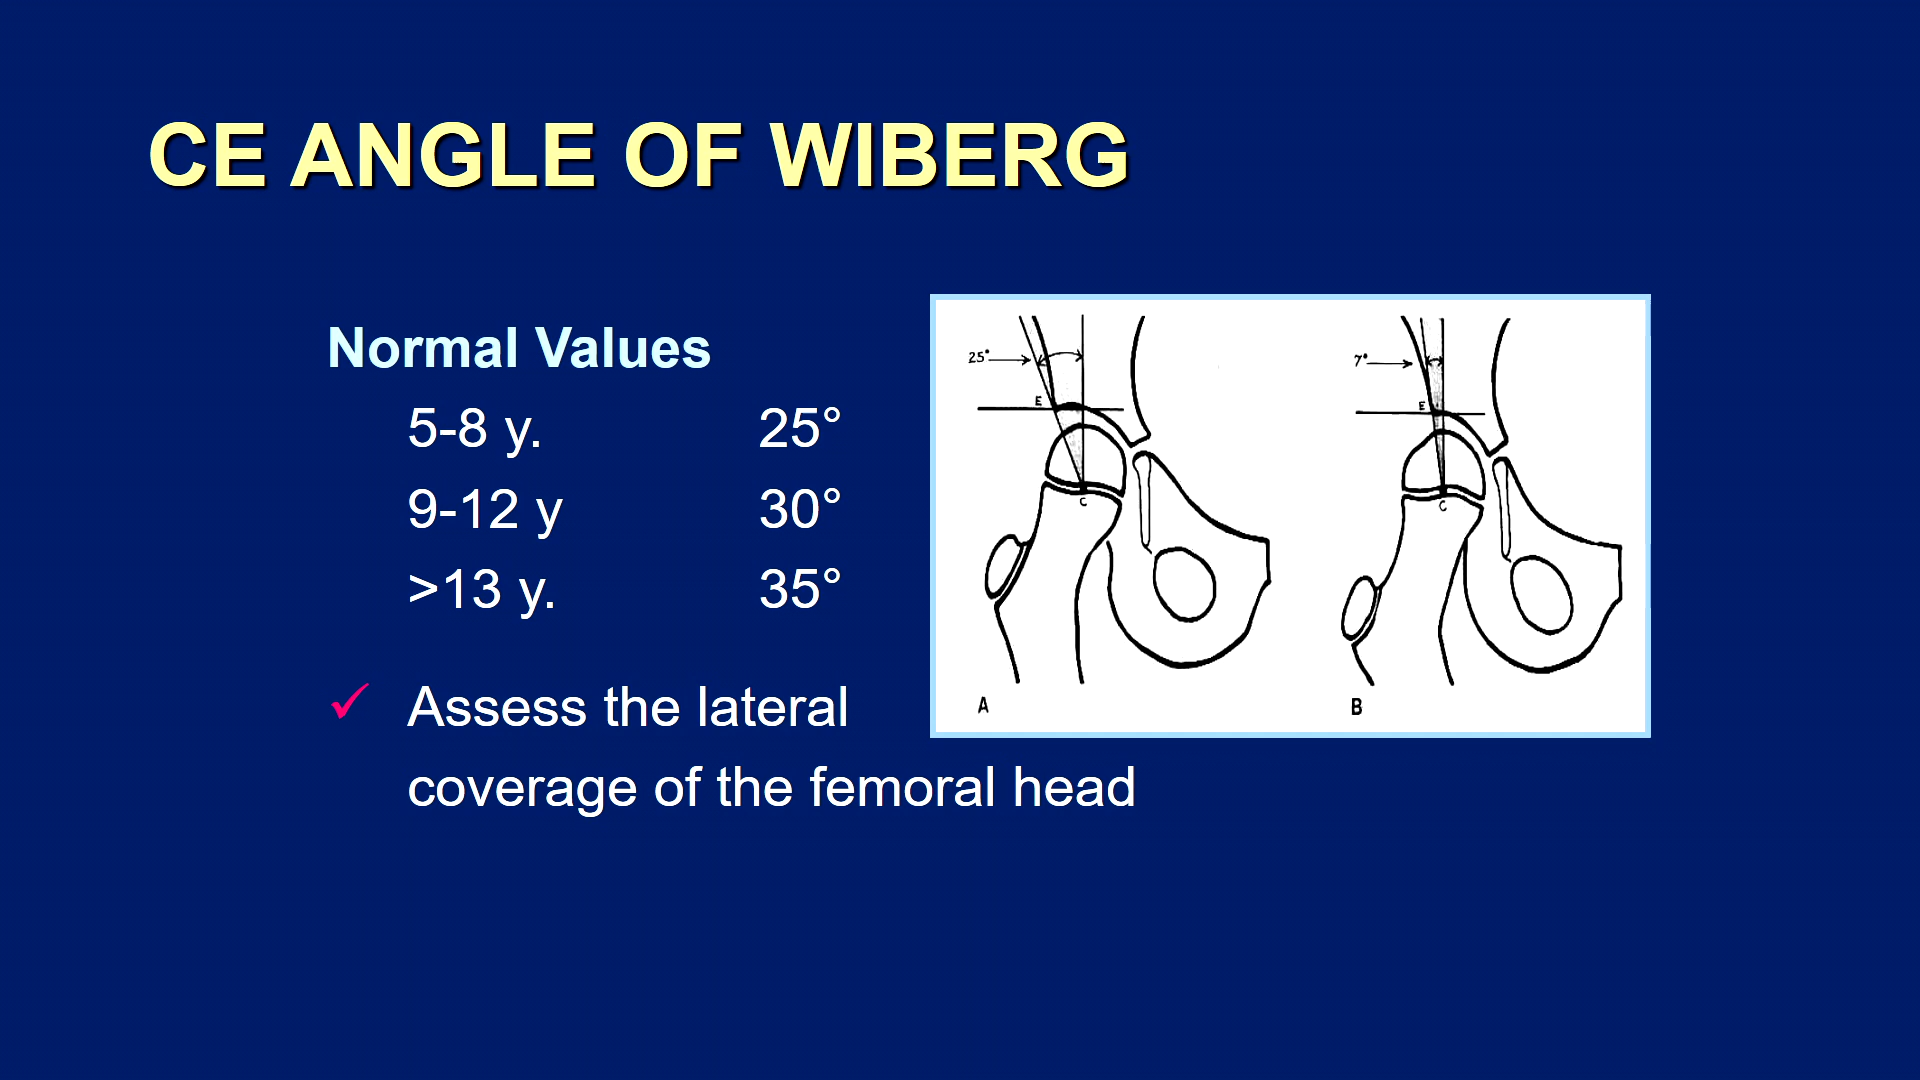 CE ANGLE OF WIBERG
Normal Values
5-8 y. 25°
9-12 y 30°
>13 y. 35°
✓ Assess the lateral
coverage of the femoral head
25°
E
C
A
7°
E
C
B